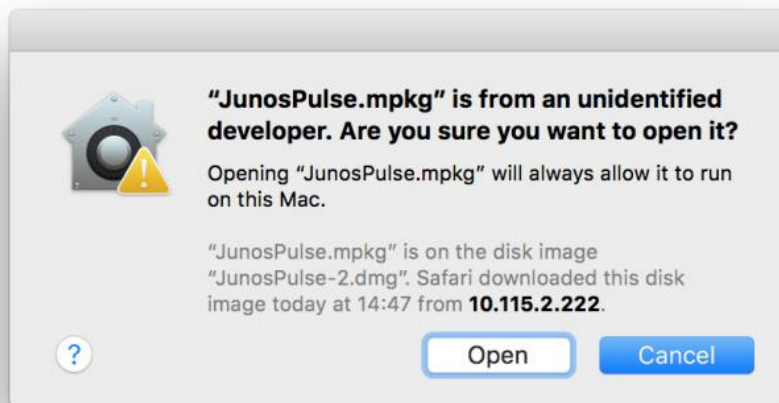 “JunosPulse.mpkg” is from an unidentified
developer. Are you sure you want to open it?
Opening “JunosPulse.mpkg” will always allow it to run
on this Mac.
“JunosPulse.mpkg” is on the disk image
“JunosPulse-2.dmg”. Safari downloaded this disk
image today at 14:47 from 10.115.2.222.
? Open Cancel